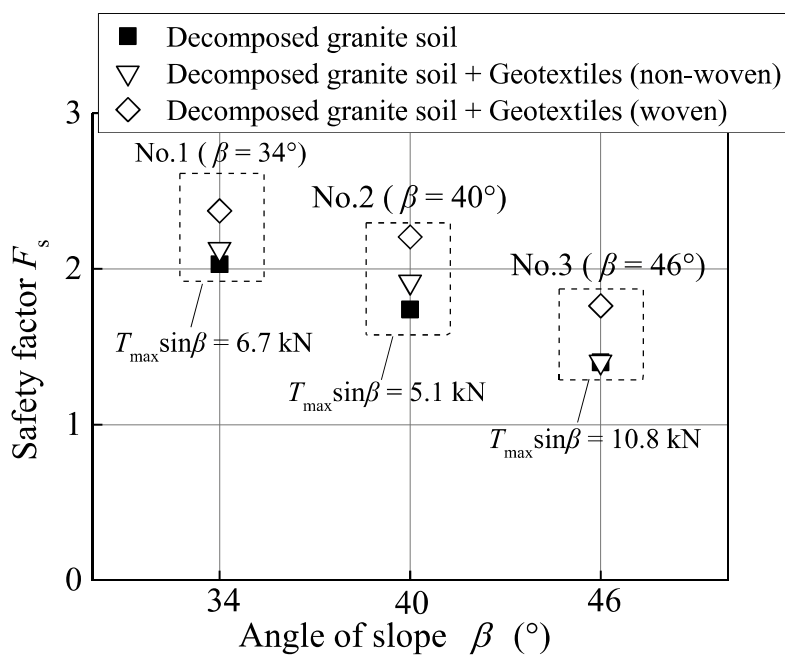 Decomposed granite soil
Decomposed granite soil + Geotextiles (non-woven)
Decomposed granite soil + Geotextiles (woven)
3
No.1 ( β = 34°)
No.2 ( β = 40°)
No.3 ( β = 46°)
2
Tmaxsinβ = 6.7 kN
Tmaxsinβ = 5.1 kN
Tmaxsinβ = 10.8 kN
1
0
34
40
46
Safety factor Fs
Angle of slope β (°)